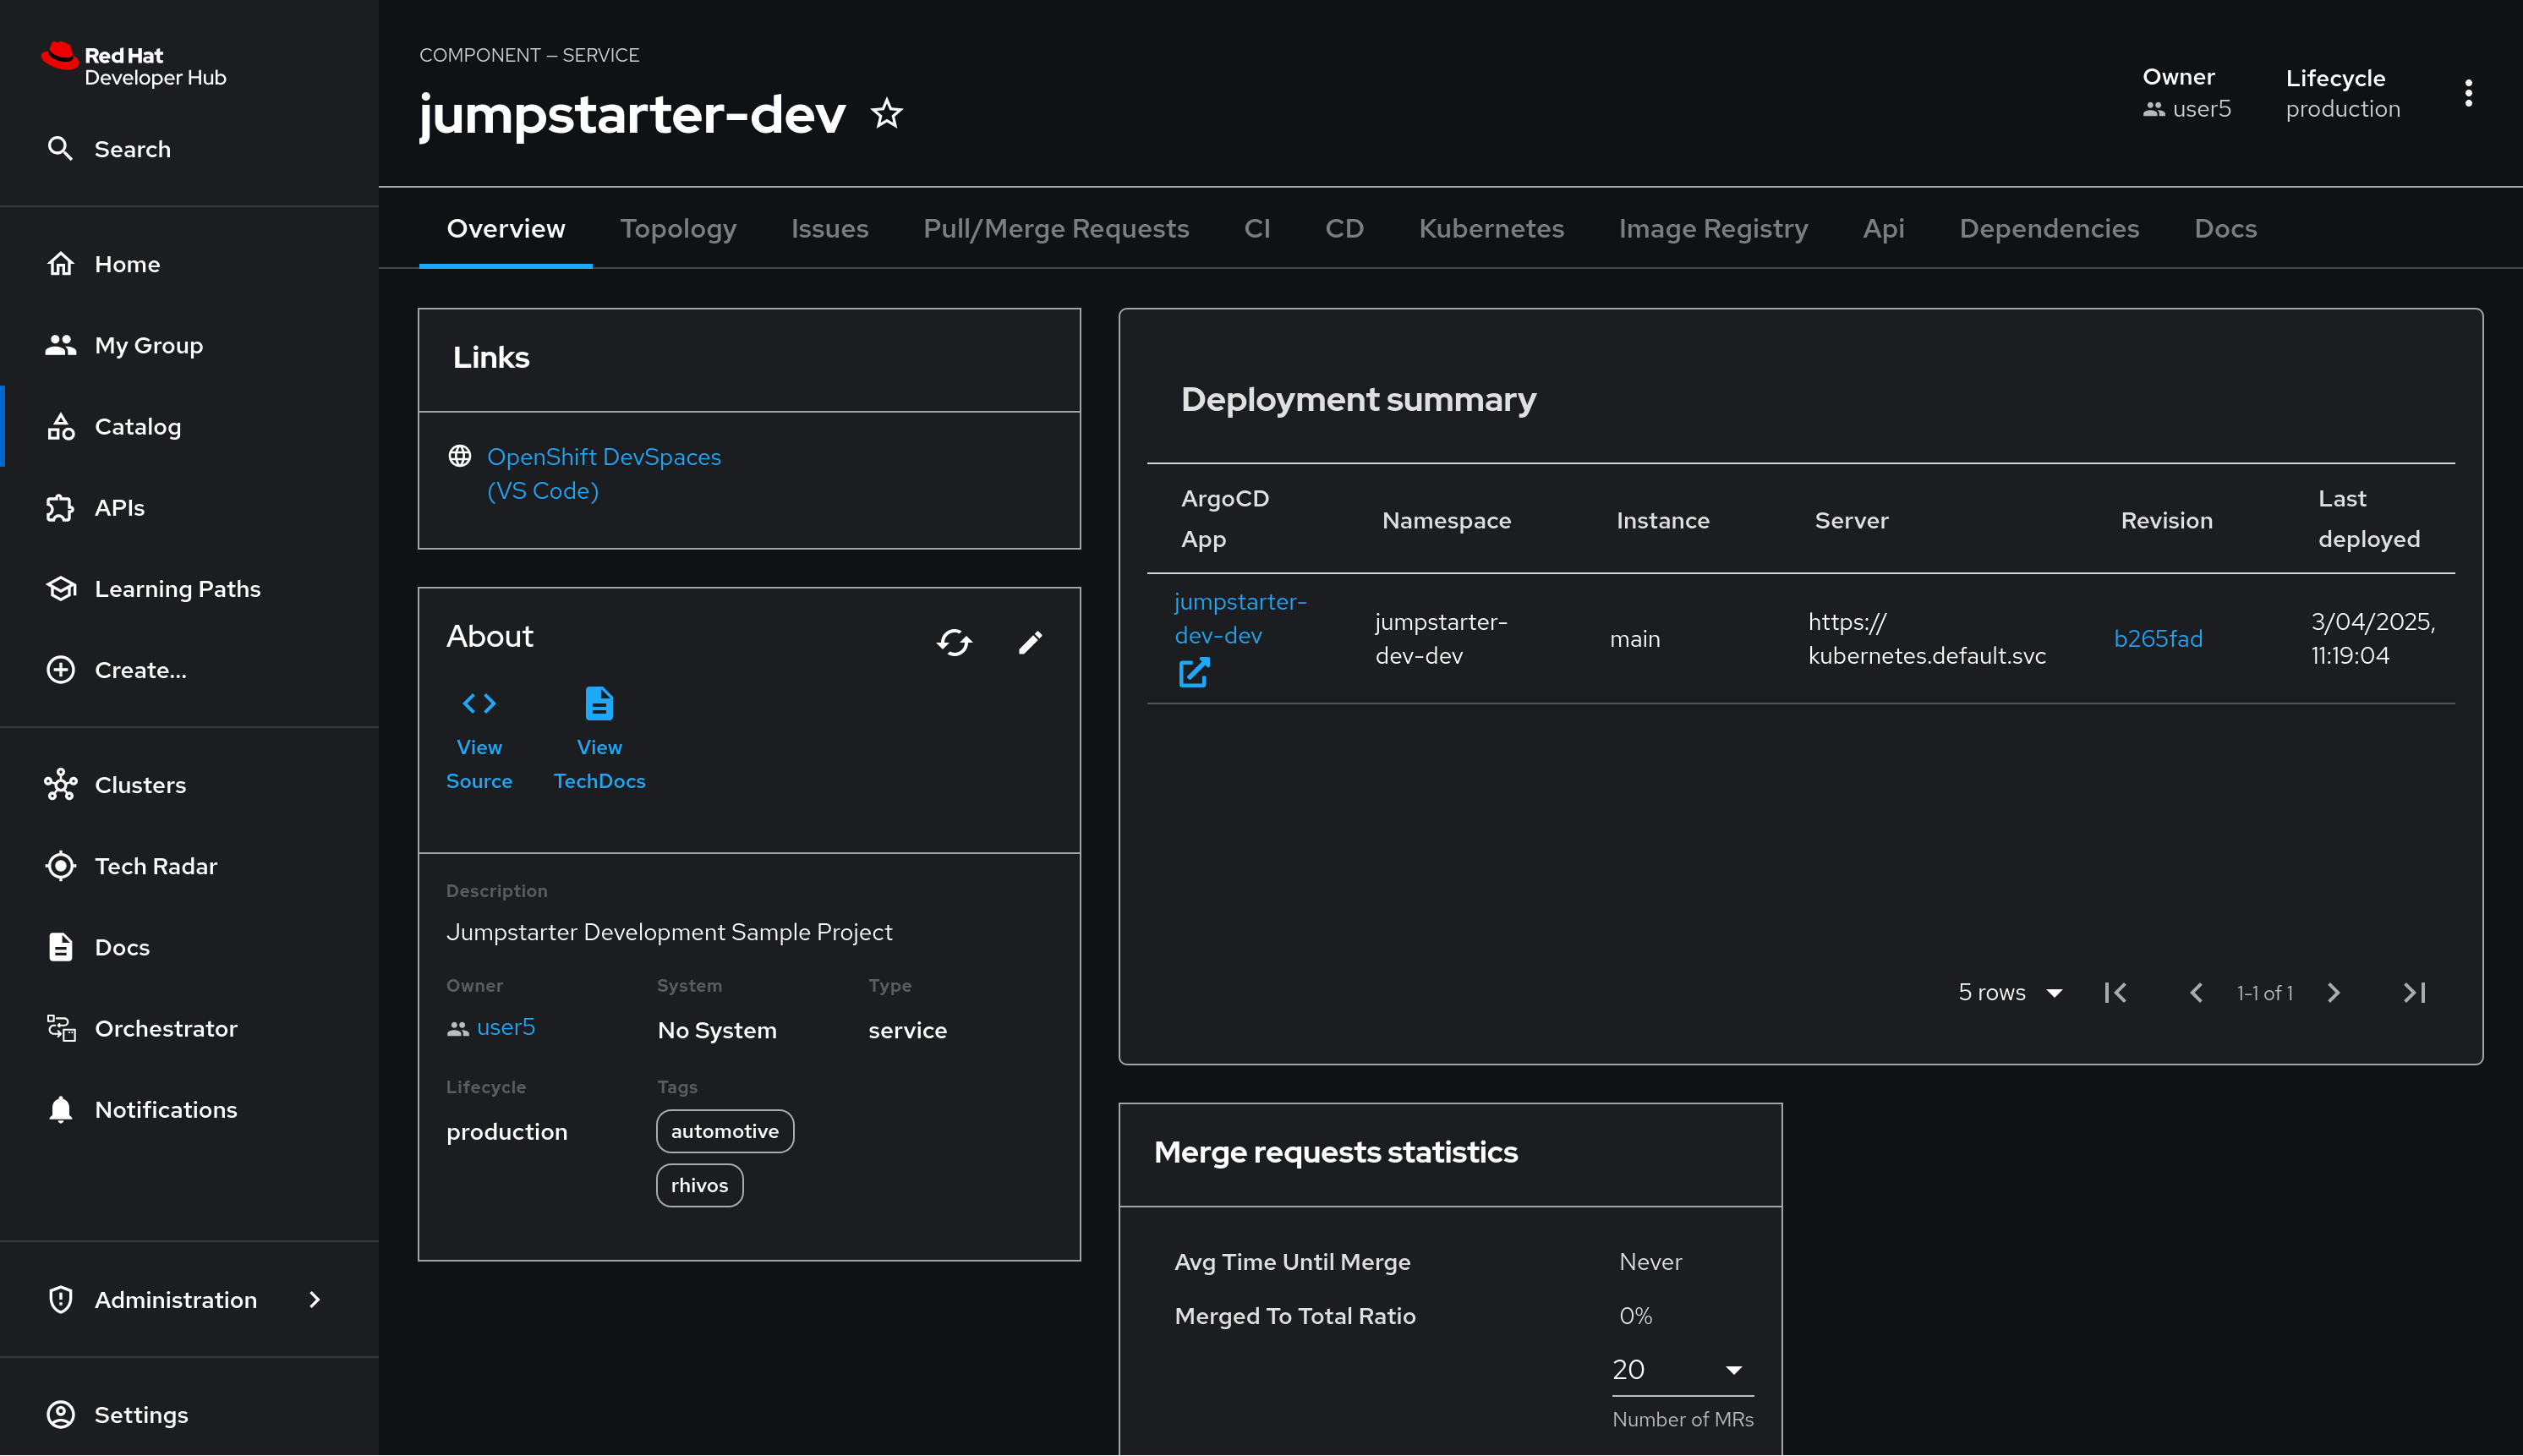 Red Hat
Developer Hub
Search
Home
My Group
Catalog
APIs
Learning Paths
Create...
Clusters
Tech Radar
Docs
Orchestrator
Notifications
Administration
Settings
COMPONENT — SERVICE
jumpstarter-dev
Owner
user5
Lifecycle
production
Overview
Topology
Issues
Pull/Merge Requests
CI
CD
Kubernetes
Image Registry
Api
Dependencies
Docs
Links
OpenShift DevSpaces
(VS Code)
About
View
Source
View
TechDocs
Description
Jumpstarter Development Sample Project
Owner
user5
System
No System
Type
service
Lifecycle
production
Tags
automotive
rhivos
Deployment summary
ArgoCD
App
Namespace
Instance
Server
Revision
Last
deployed
jumpstarter-
dev-dev
jumpstarter-
dev-dev
main
https://
kubernetes.default.svc
b265fad
3/04/2025,
11:19:04
5 rows
1-1 of 1
Merge requests statistics
Avg Time Until Merge
Never
Merged To Total Ratio
0%
20
Number of MRs